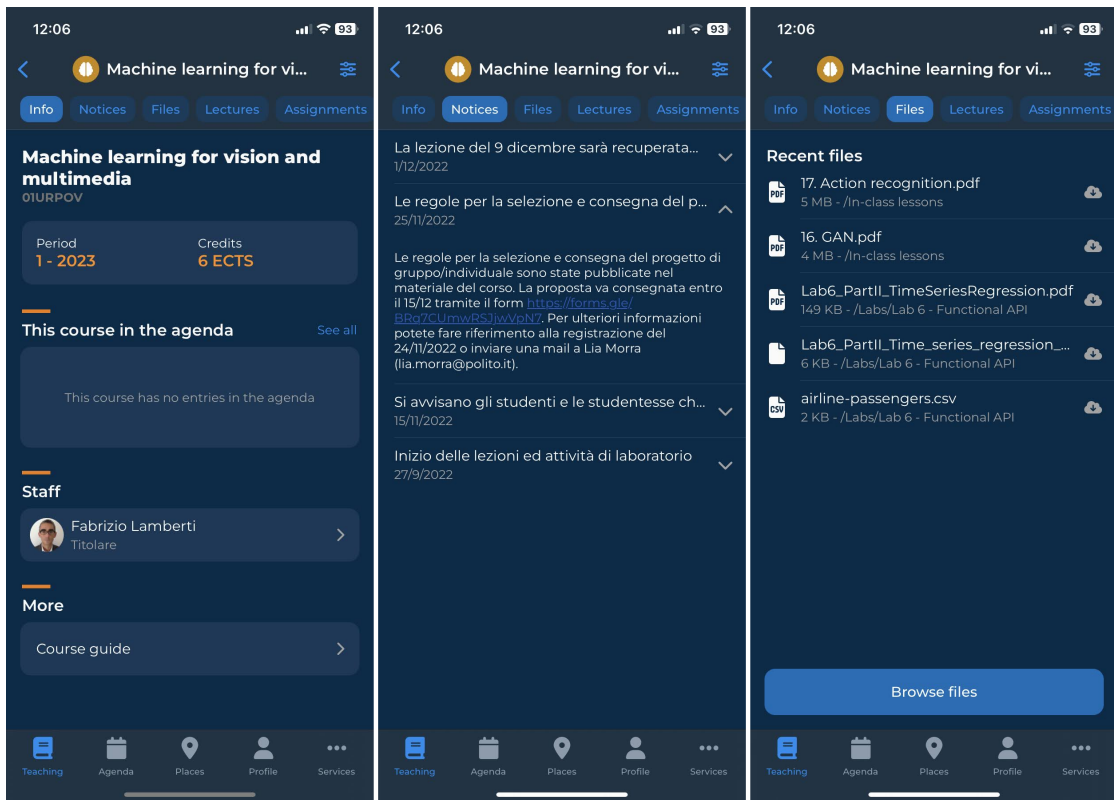 12:06
93
Machine learning for vi...
Info
Notices
Files
Lectures
Assignments
Machine learning for vision and
multimedia
01URPOV
Period
1 - 2023
Credits
6 ECTS
This course in the agenda
See all
This course has no entries in the agenda
Staff
Fabrizio Lamberti
Titolare
More
Course guide
Teaching
Agenda
Places
Profile
Services
12:06
93
Machine learning for vi...
Info
Notices
Files
Lectures
Assignments
La lezione del 9 dicembre sarà recuperata...
1/12/2022
Le regole per la selezione e consegna del p...
25/11/2022
Le regole per la selezione e consegna del progetto di
gruppo/individuale sono state pubblicate nel
materiale del corso. La proposta va consegnata entro
il 15/12 tramite il form https://forms.gle/
BRq7CUmwRSJjwVpN7. Per ulteriori informazioni
potete fare riferimento alla registrazione del
24/11/2022 o inviare una mail a Lia Morra
(lia.morra@polito.it).
Si avvisano gli studenti e le studentesse ch...
15/11/2022
Inizio delle lezioni ed attività di laboratorio
27/9/2022
Teaching
Agenda
Places
Profile
Services
12:06
93
Machine learning for vi...
Info
Notices
Files
Lectures
Assignments
Recent files
PDF
17. Action recognition.pdf
5 MB - /In-class lessons
PDF
16. GAN.pdf
4 MB - /In-class lessons
PDF
Lab6_PartII_TimeSeriesRegression.pdf
149 KB - /Labs/Lab 6 - Functional API
Lab6_PartII_Time_series_regression_...
6 KB - /Labs/Lab 6 - Functional API
CSV
airline-passengers.csv
2 KB - /Labs/Lab 6 - Functional API
Browse files
Teaching
Agenda
Places
Profile
Services